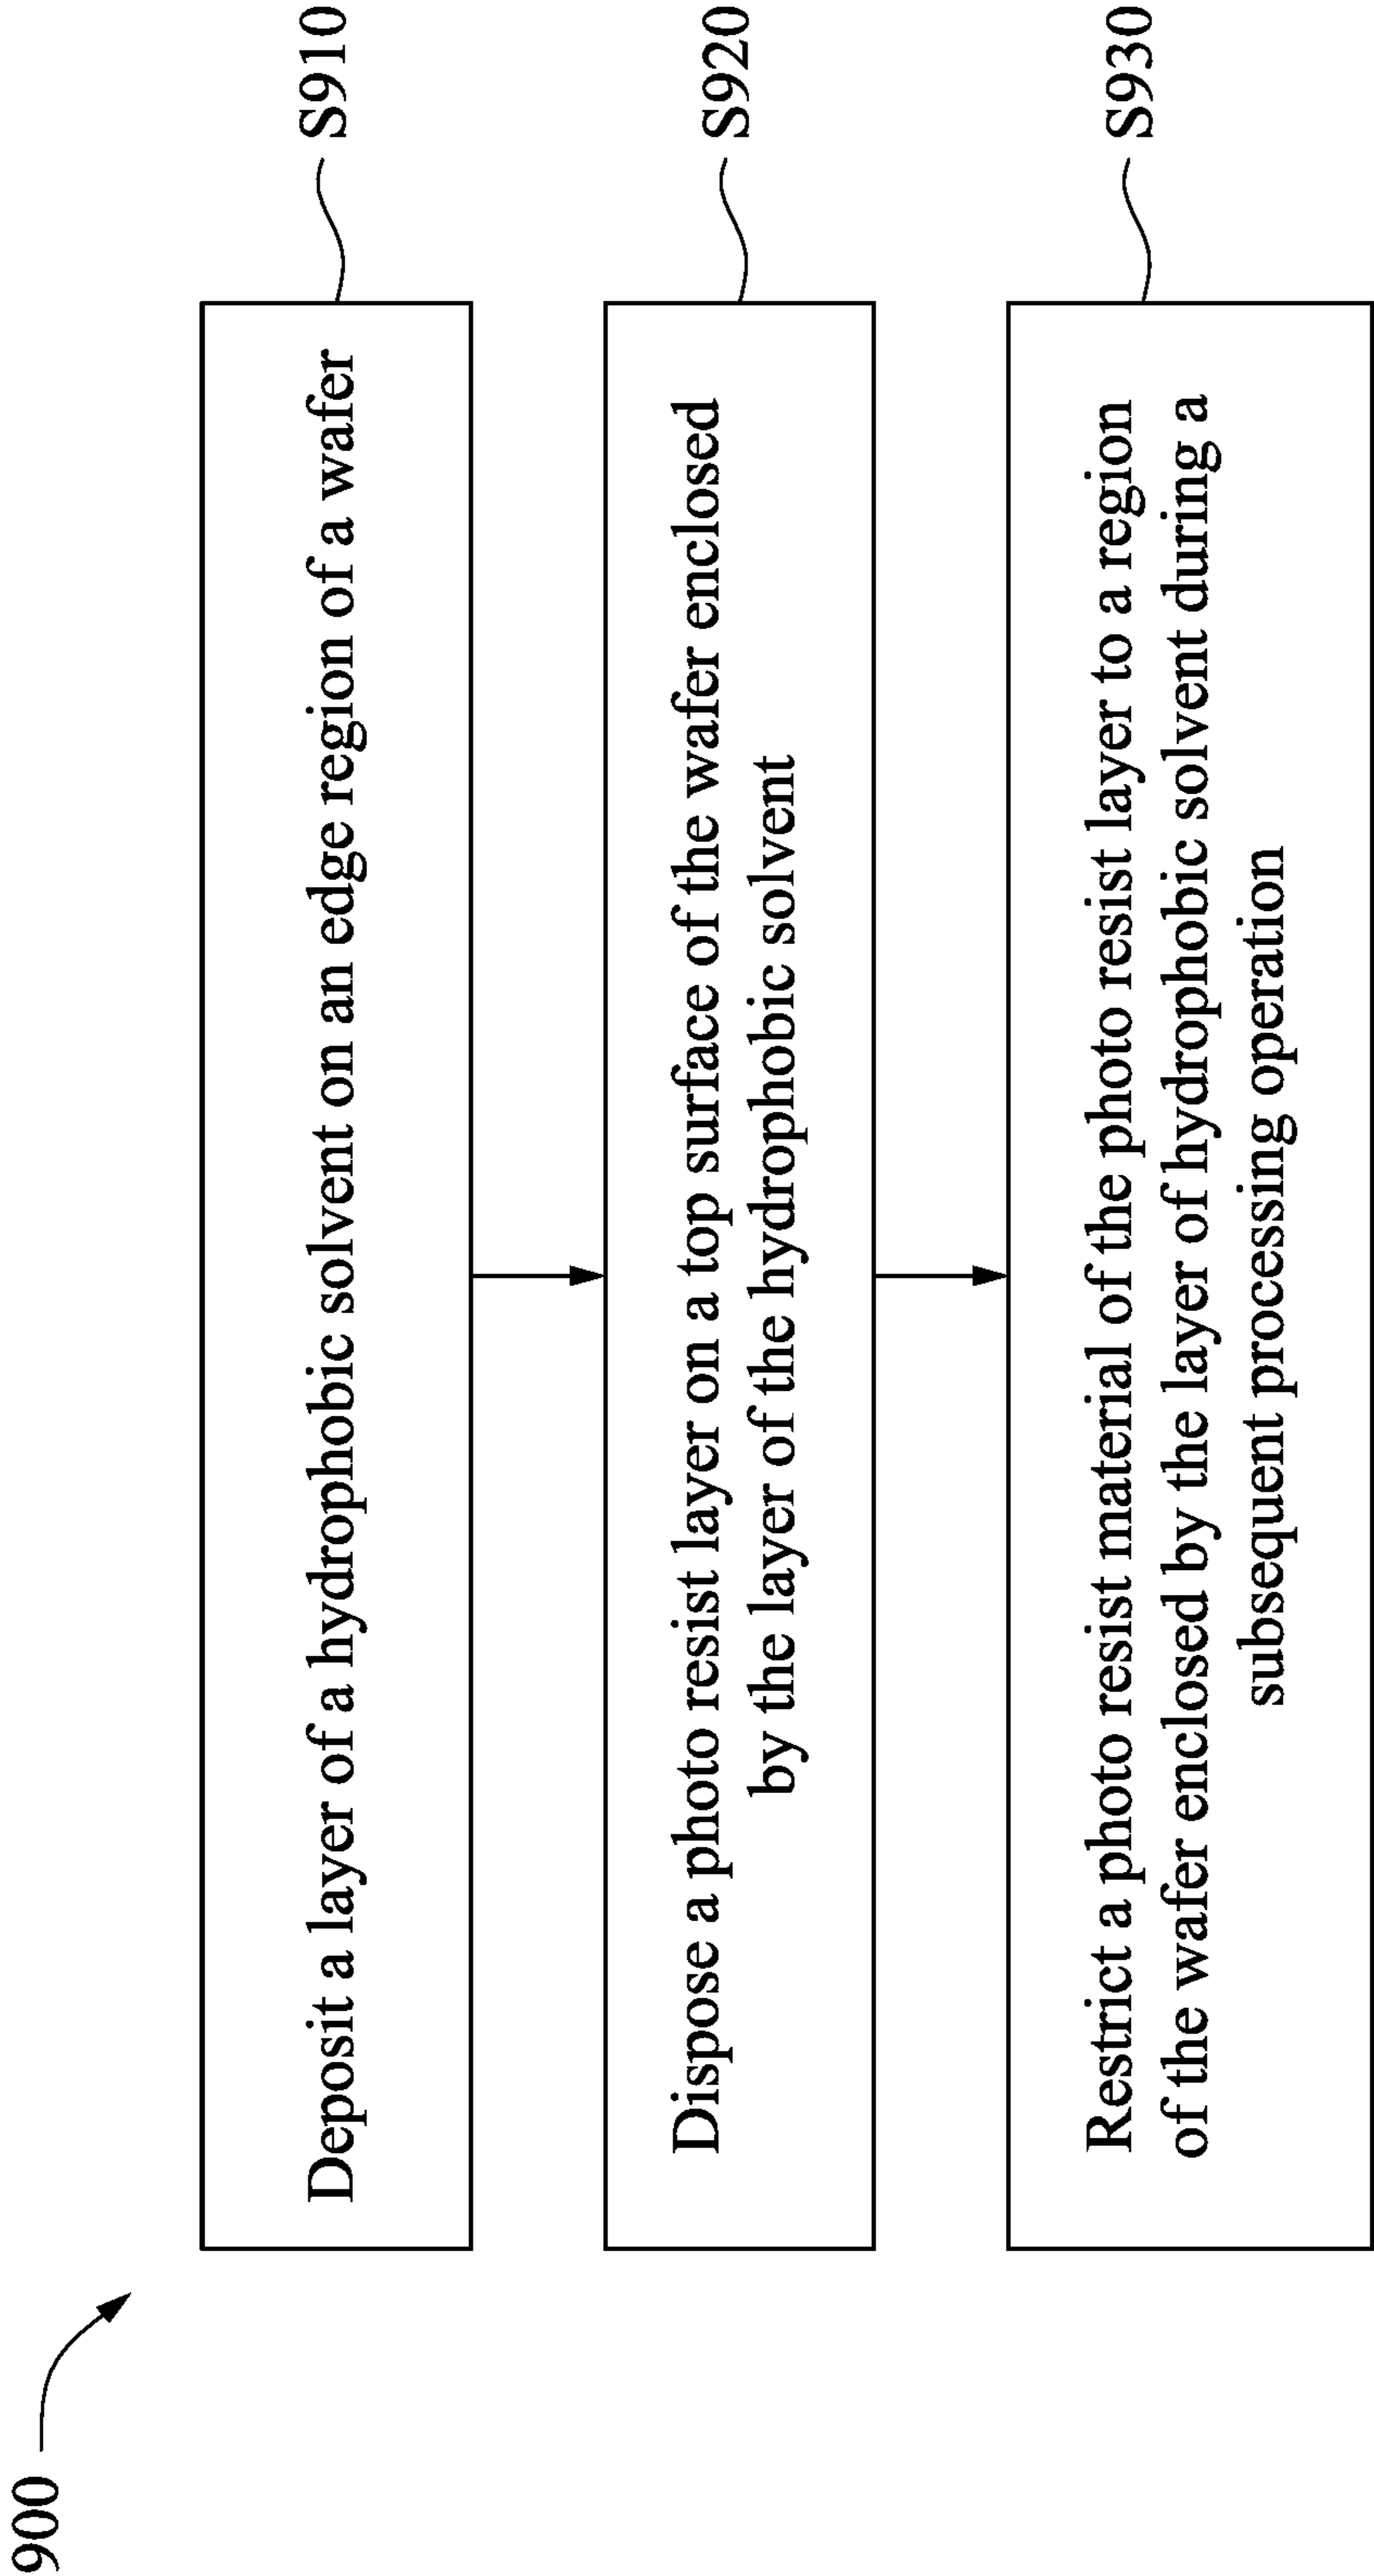 900
Deposit a layer of a hydrophobic solvent on an edge region of a wafer
S910
Dispose a photo resist layer on a top surface of the wafer enclosed
by the layer of the hydrophobic solvent
S920
Restrict a photo resist material of the photo resist layer to a region
of the wafer enclosed by the layer of hydrophobic solvent during a
subsequent processing operation
S930